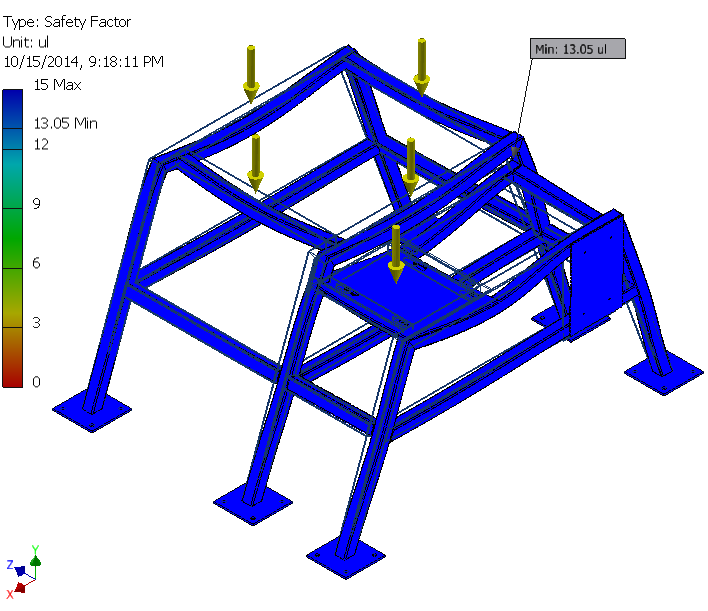 Type: Safety Factor
Unit: ul
10/15/2014, 9:18:11 PM
15 Max
13.05 Min
12
9
6
3
0
Min: 13.05 ul
Y
Z
X